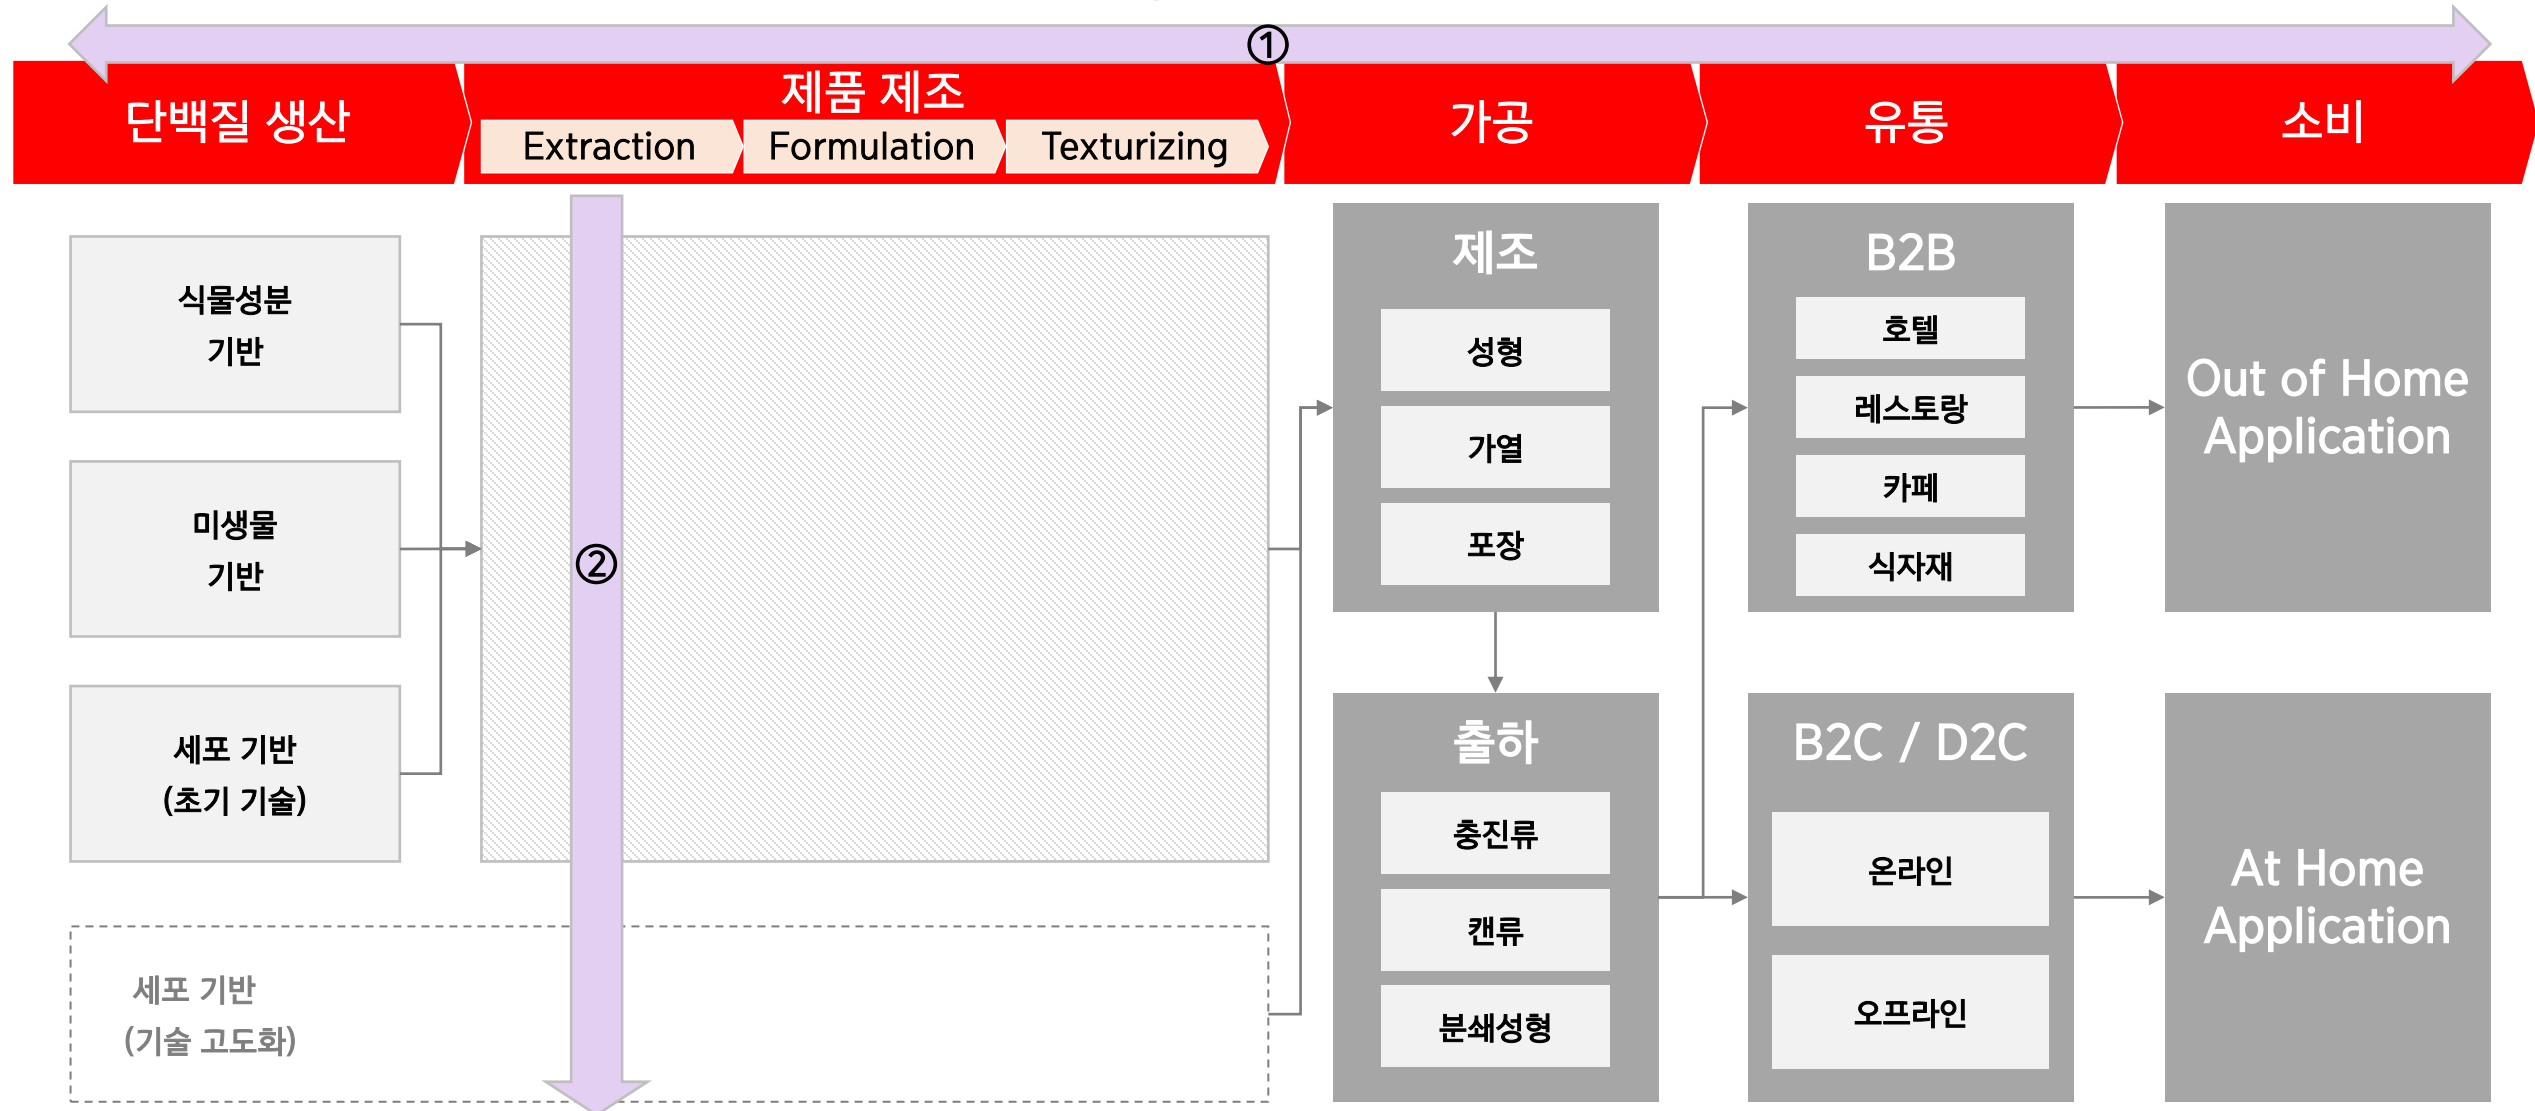 ①
단백질 생산
제품 제조
Extraction
Formulation
Texturizing
가공
유통
소비
식물성분
기반
미생물
기반
세포 기반
(초기 기술)
②
세포 기반
(기술 고도화)
제조
성형
가열
포장
출하
충진류
캔류
분쇄성형
B2B
호텔
레스토랑
카페
식자재
B2C / D2C
온라인
오프라인
Out of Home
Application
At Home
Application